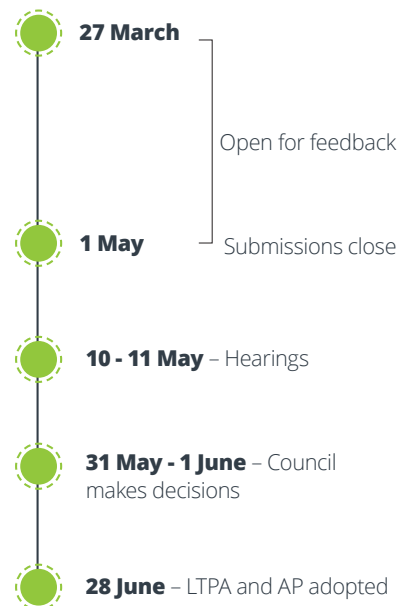 27 March
Open for feedback
1 May
Submissions close
10 - 11 May – Hearings
31 May - 1 June – Council
makes decisions
28 June – LTPA and AP adopted